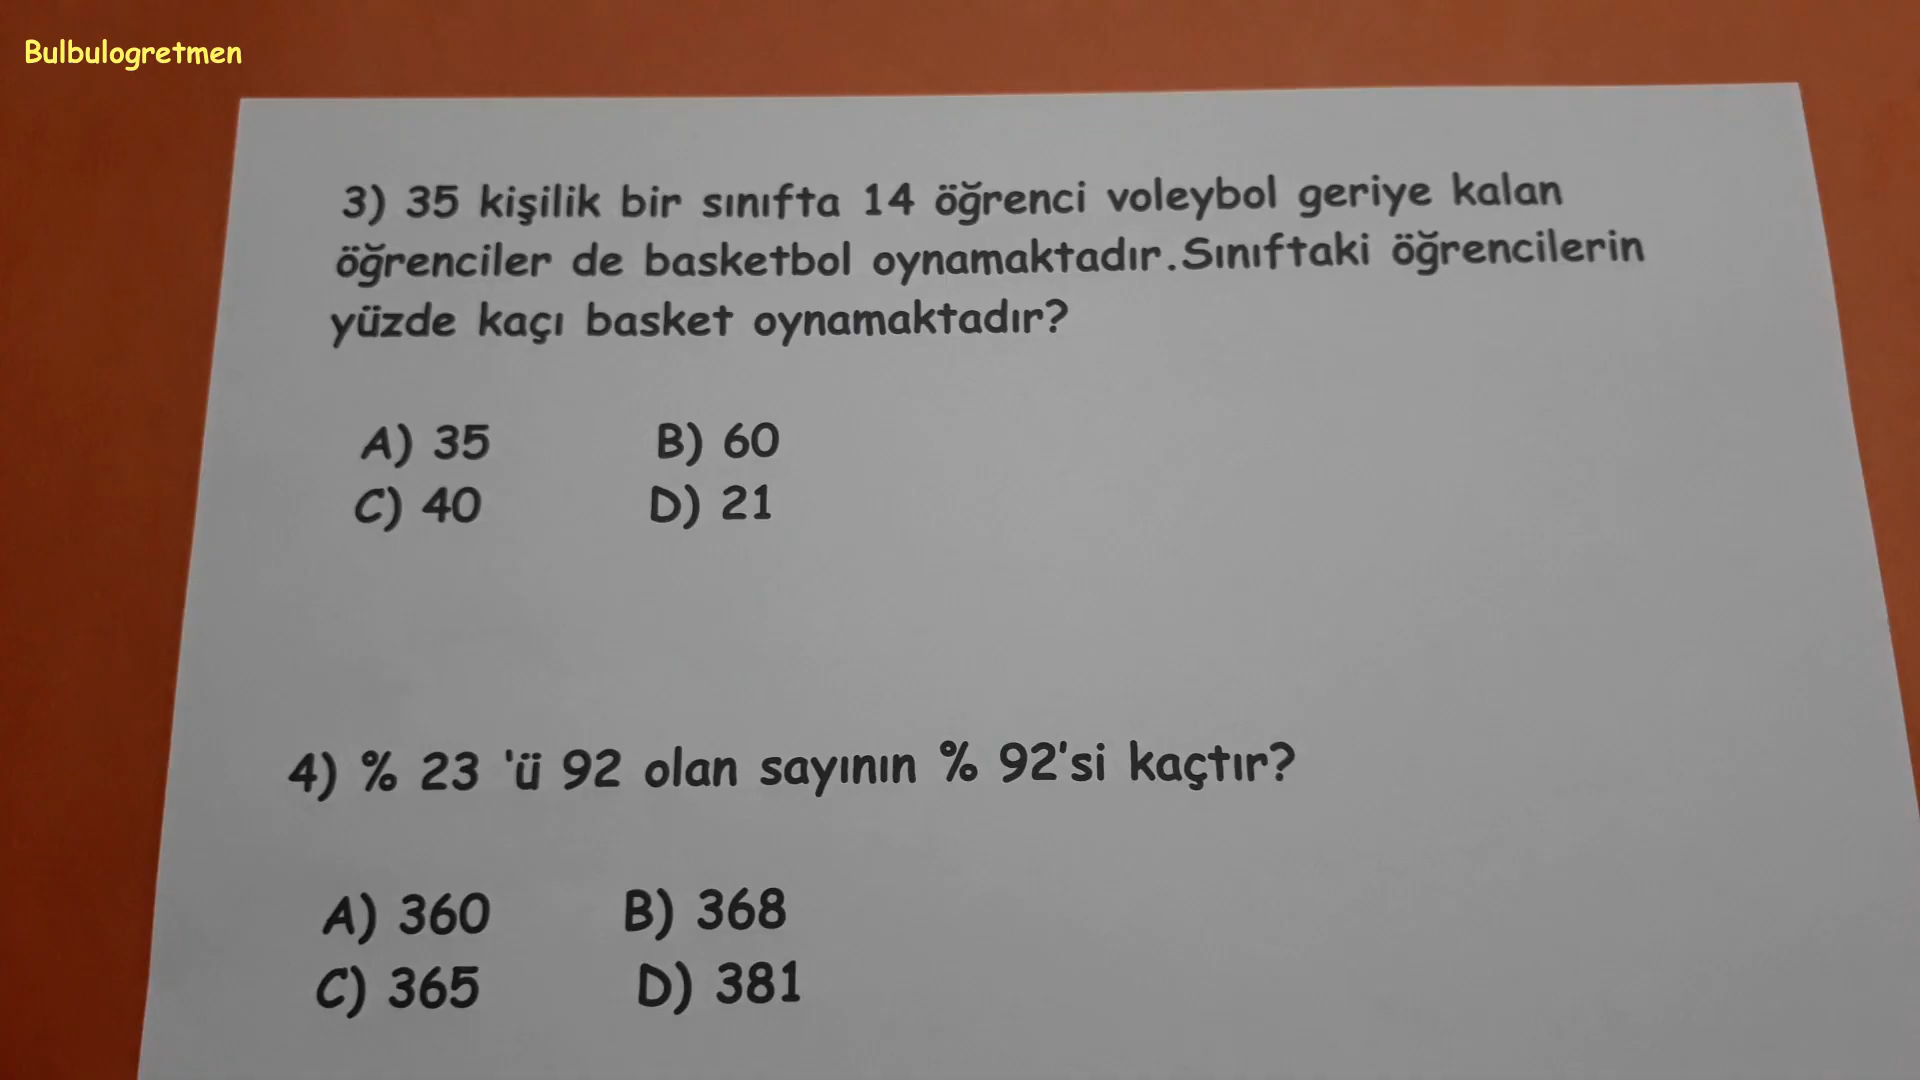 Bulbulogretmen
3) 35 kişilik bir sınıfta 14 öğrenci voleybol geriye kalan
öğrenciler de basketbol oynamaktadır.Sınıftaki öğrencilerin
yüzde kaçı basket oynamaktadır?
A) 35 B) 60
C) 40 D) 21
4) % 23 'ü 92 olan sayının % 92'si kaçtır?
A) 360 B) 368
C) 365 D) 381